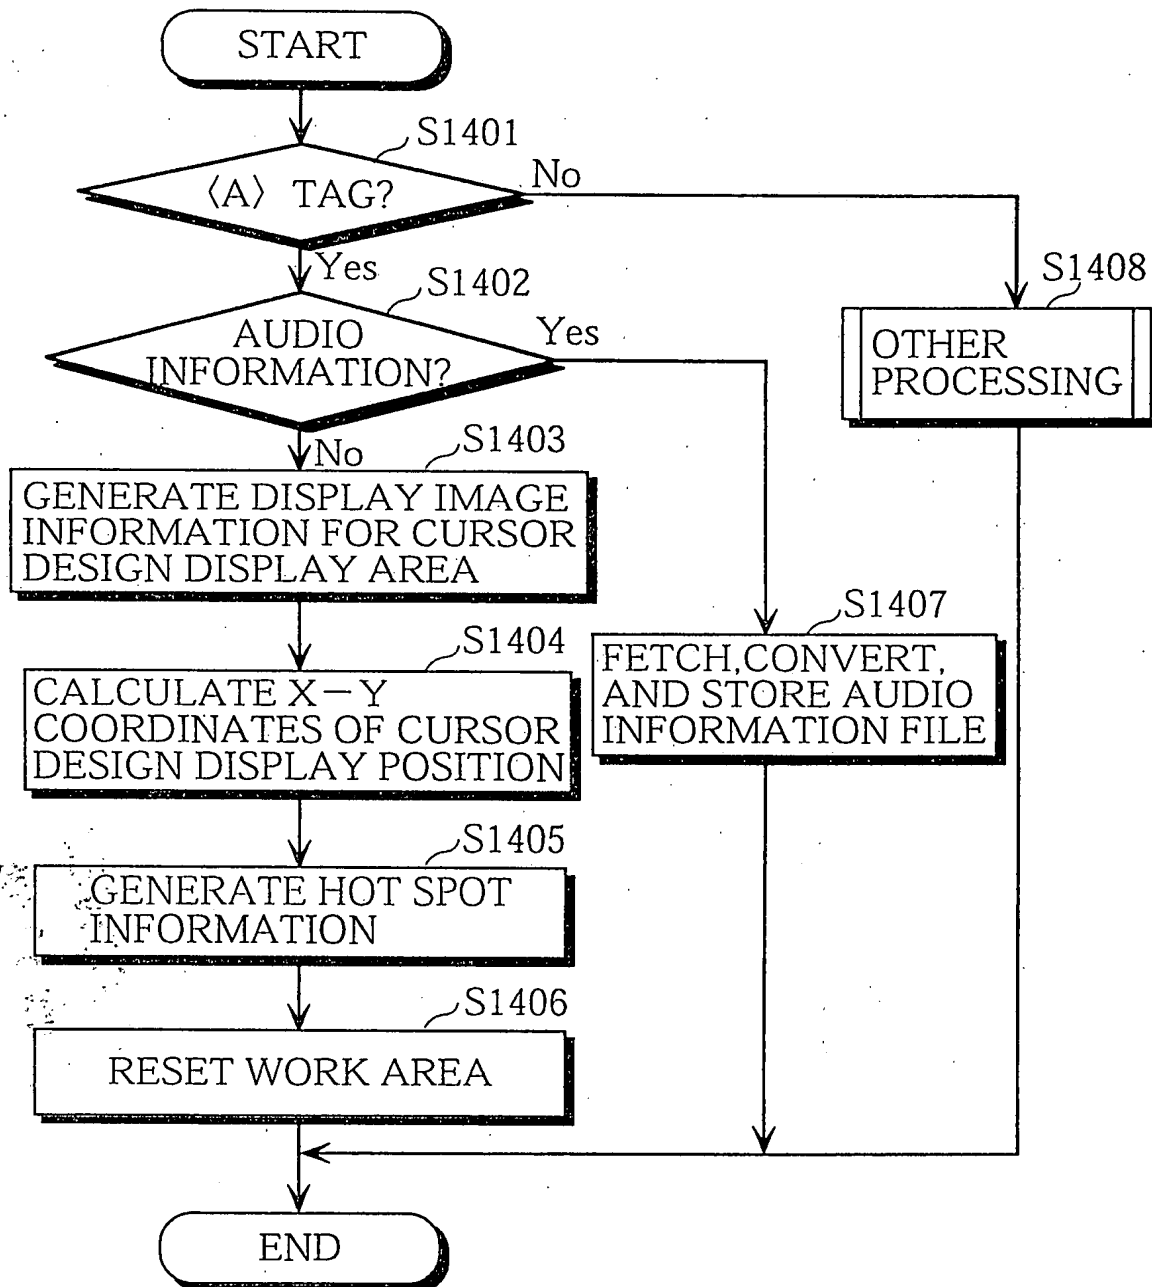 START
S1401
〈A〉 TAG?
No
Yes
S1402
AUDIO
INFORMATION?
Yes
S1408
OTHER
PROCESSING
No
S1403
GENERATE DISPLAY IMAGE
INFORMATION FOR CURSOR
DESIGN DISPLAY AREA
S1407
FETCH,CONVERT,
AND STORE AUDIO
INFORMATION FILE
S1404
CALCULATE X-Y
COORDINATES OF CURSOR
DESIGN DISPLAY POSITION
S1405
GENERATE HOT SPOT
INFORMATION
S1406
RESET WORK AREA
END